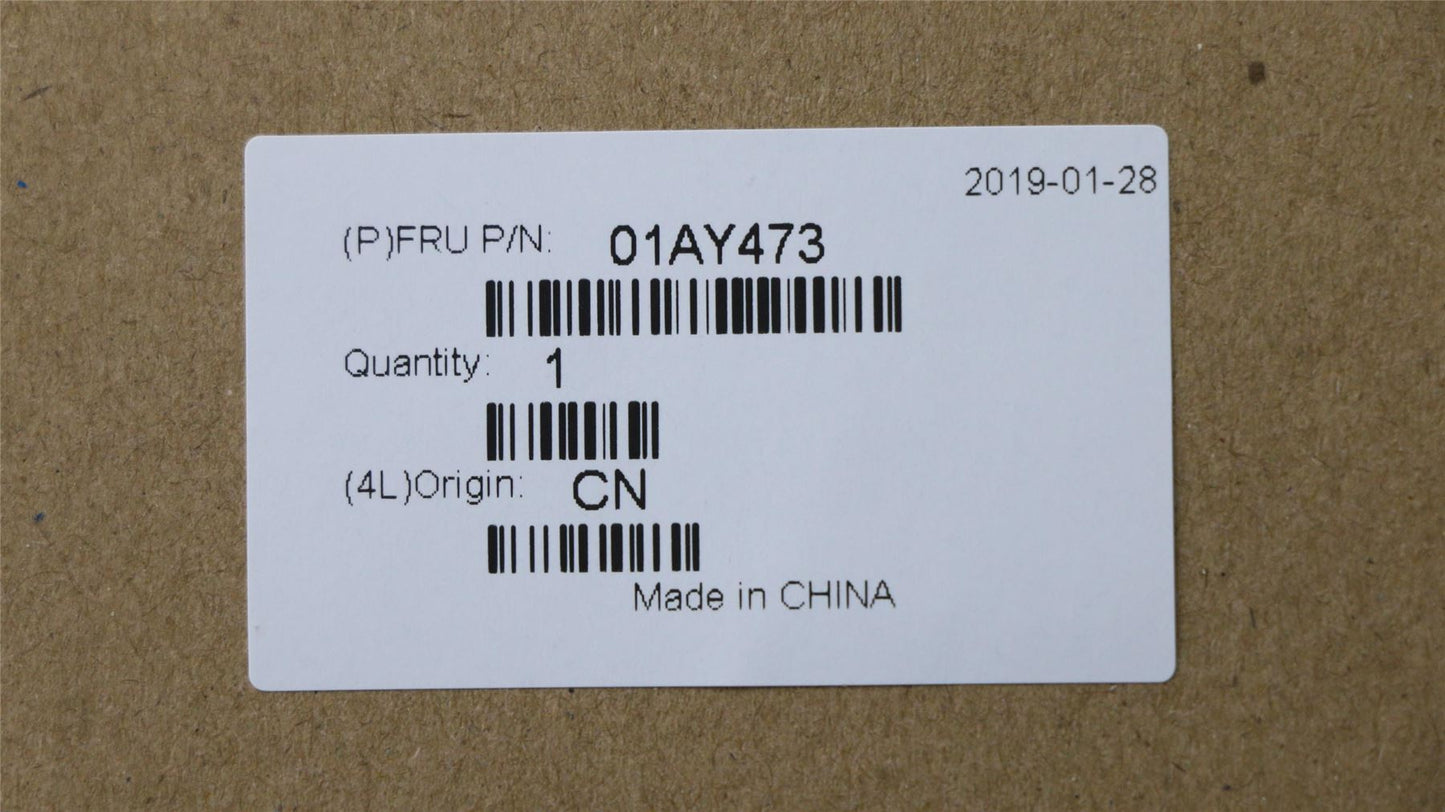 2019-01-28
(P)FRU P/N: 01AY473
Quantity: 1
(4L)Origin: CN
Made in CHINA